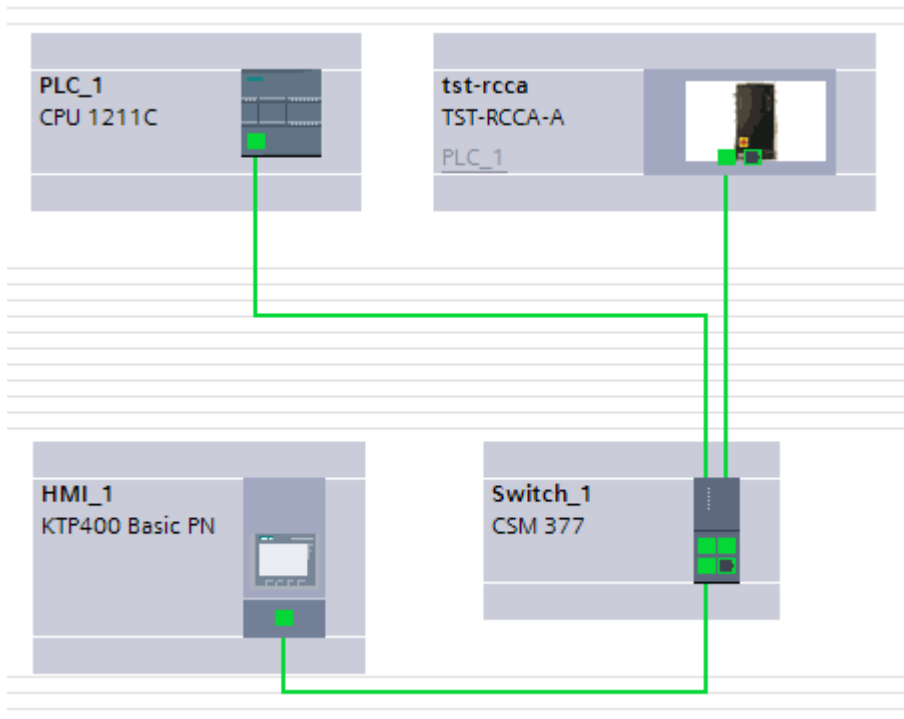 PLC_1
CPU 1211C
tst-rcca
TST-RCCA-A
PLC_1
HMI_1
KTP400 Basic PN
Switch_1
CSM 377